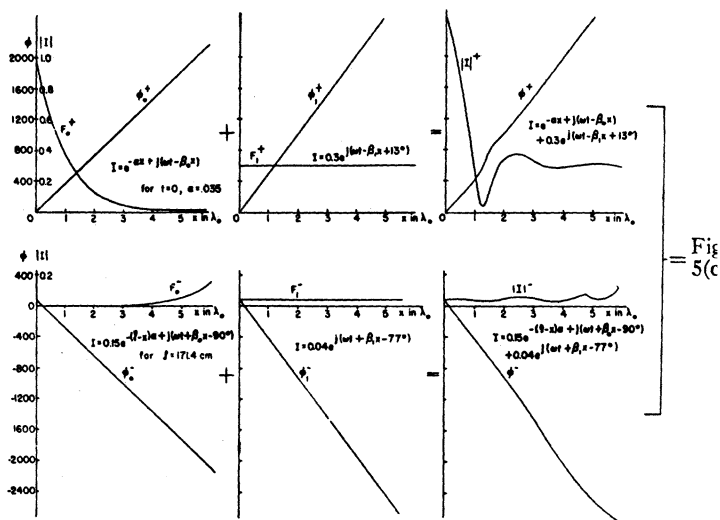 φ |I|
2000 1.0
0.8
1600
F₀⁺
φ₀⁺
0.6
1200
800 0.4
I=e^-αx + j(ωt-β₀x)
for t=0, α=.035
400 0.2
0 1 2 3 4 5 x in λ₀
+
φ₁⁺
F₁⁺
I=0.3e^j(ωt-β₁x+13°)
0 1 2 3 4 5 x in λ₀
=
|I|⁺
φ⁺
I=e^-αx + j(ωt-β₀x)
+0.3e^j(ωt-β₁x+13°)
0 1 2 3 4 5 x in λ₀
= Fig
5(c
φ |I|
400 0.2
F₀⁻
0 1 2 3 4 5 x in λ₀
-400
I=0.15e^-(ℓ-x)α + j(ωt+β₀x-90°)
for ℓ=171.4 cm
φ₀⁻
-800
-1200
-1600
-2000
-2400
+
F₁⁻
1 2 3 4 5 x in λ₀
I=0.04e^j(ωt+β₁x-77°)
φ₁⁻
=
|I|⁻
1 2 3 4 5 x in λ₀
I=0.15e^-(ℓ-x)α + j(ωt+β₀x-90°)
+0.04e^j(ωt+β₁x-77°)
φ⁻